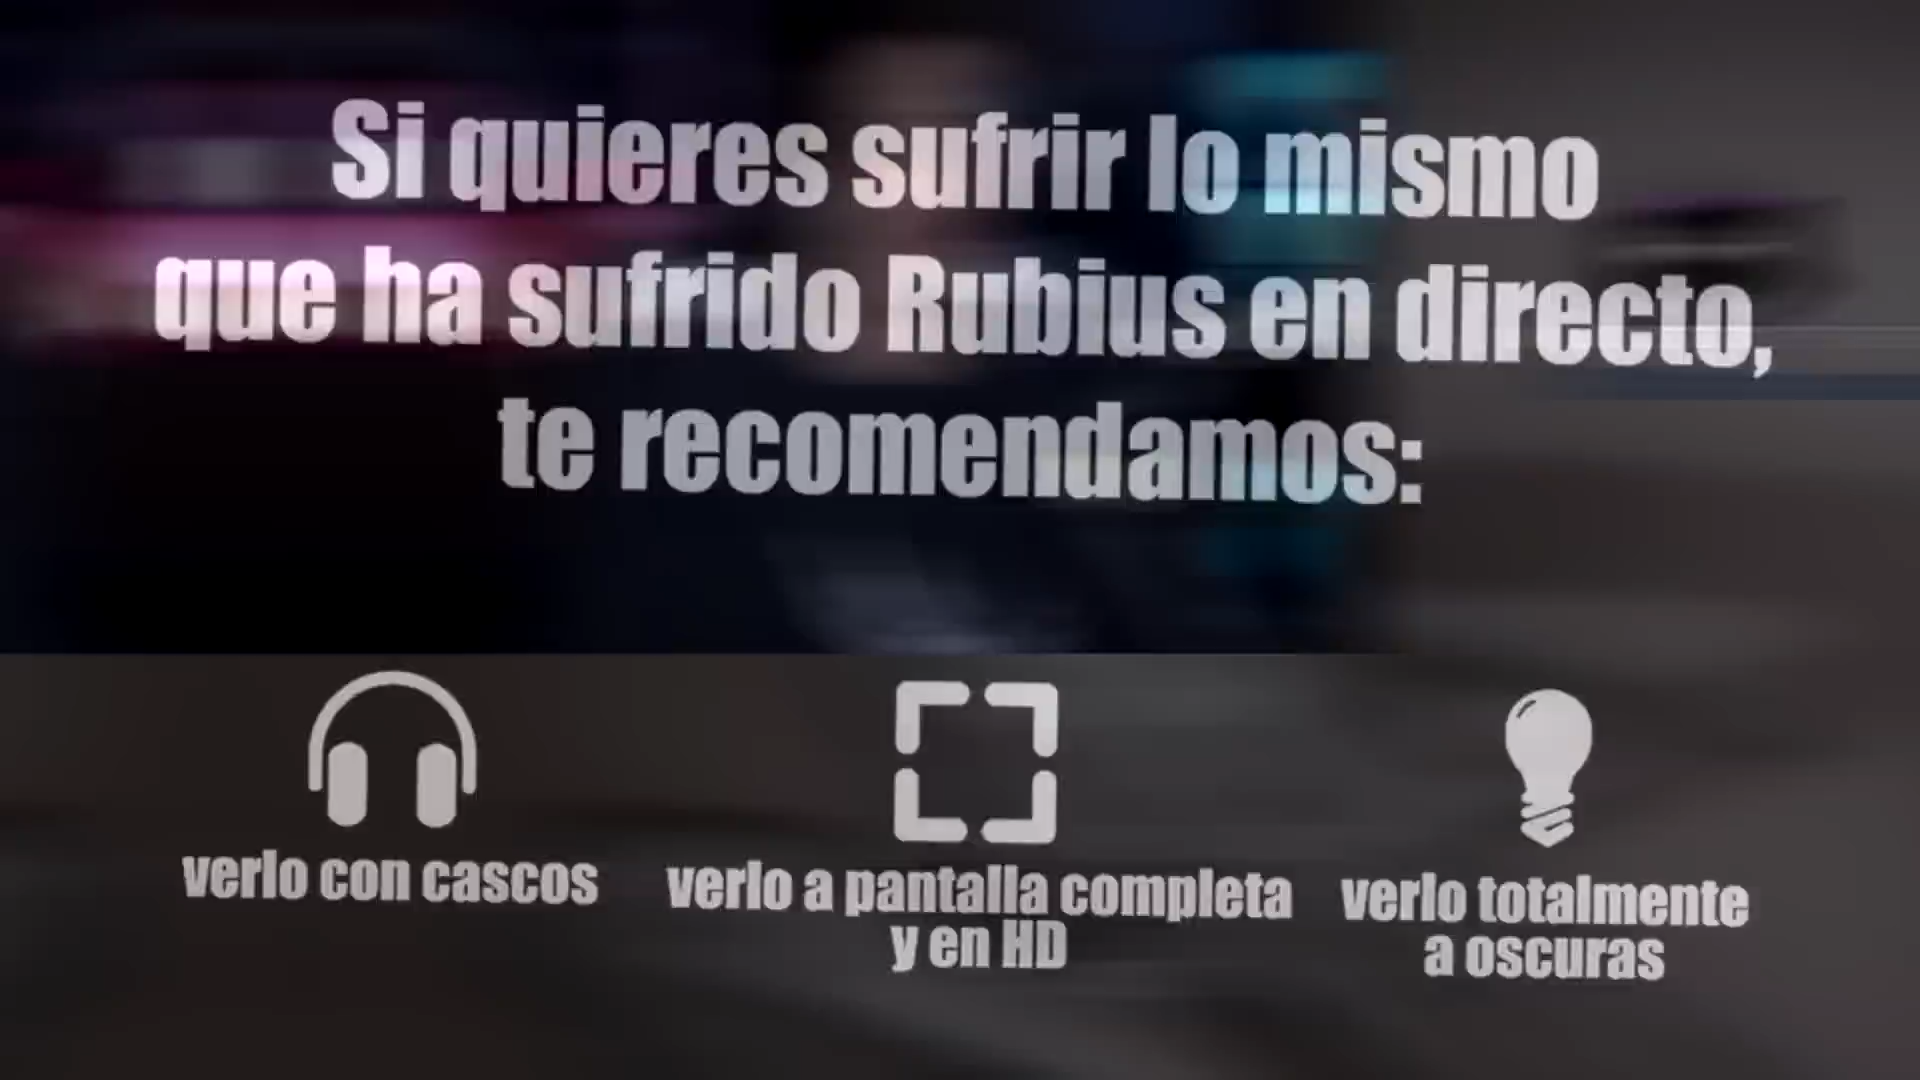 Si quieres sufrir lo mismo
que ha sufrido Rubius en directo,
te recomendamos:
verlo con cascos
verlo a pantalla completa
y en HD
verlo totalmente
a oscuras